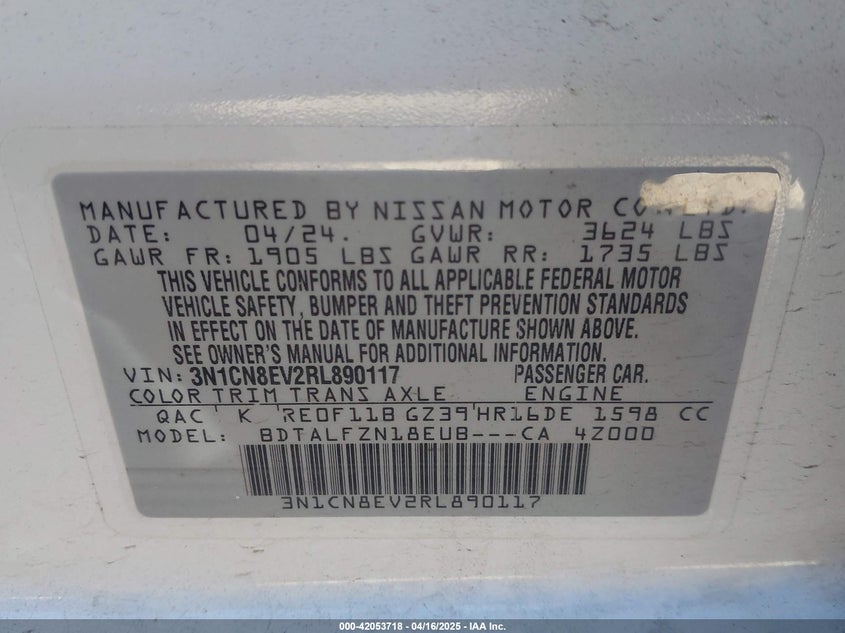 MANUFACTURED BY NISSAN MOTOR CO., LTD.
DATE: 04/24. GVWR: 3624 LBS
GAWR FR: 1905 LBS GAWR RR: 1735 LBS
THIS VEHICLE CONFORMS TO ALL APPLICABLE FEDERAL MOTOR
VEHICLE SAFETY, BUMPER AND THEFT PREVENTION STANDARDS
IN EFFECT ON THE DATE OF MANUFACTURE SHOWN ABOVE.
SEE OWNER'S MANUAL FOR ADDITIONAL INFORMATION.
VIN: 3N1CN8EV2RL890117 PASSENGER CAR.
COLOR TRIM TRANS AXLE ENGINE
QAC K RE0F11B GZ39 HR16DE 1598 CC
MODEL: BDTALFZN18EUB---CA 4Z000
3N1CN8EV2RL890117
000-42053718 - 04/16/2025 - IAA Inc.